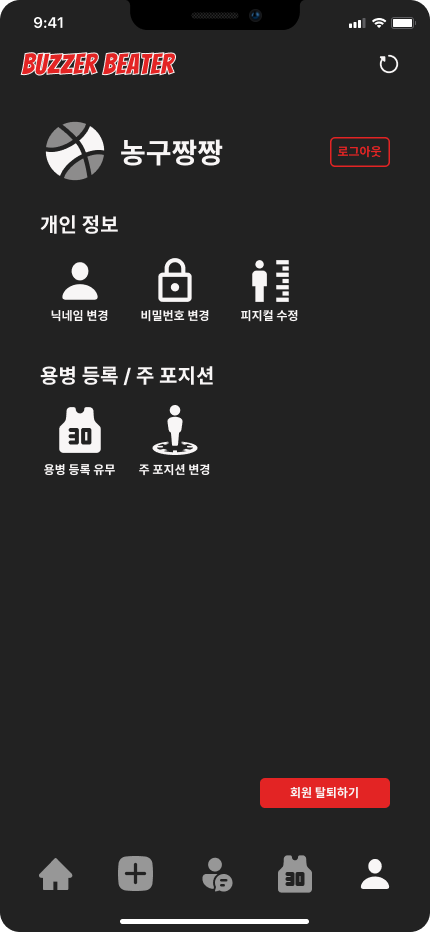 9:41
BUZZER BEATER
농구짱짱
로그아웃
개인 정보
닉네임 변경
비밀번호 변경
피지컬 수정
용병 등록 / 주 포지션
30
용병 등록 유무
주 포지션 변경
회원 탈퇴하기
30